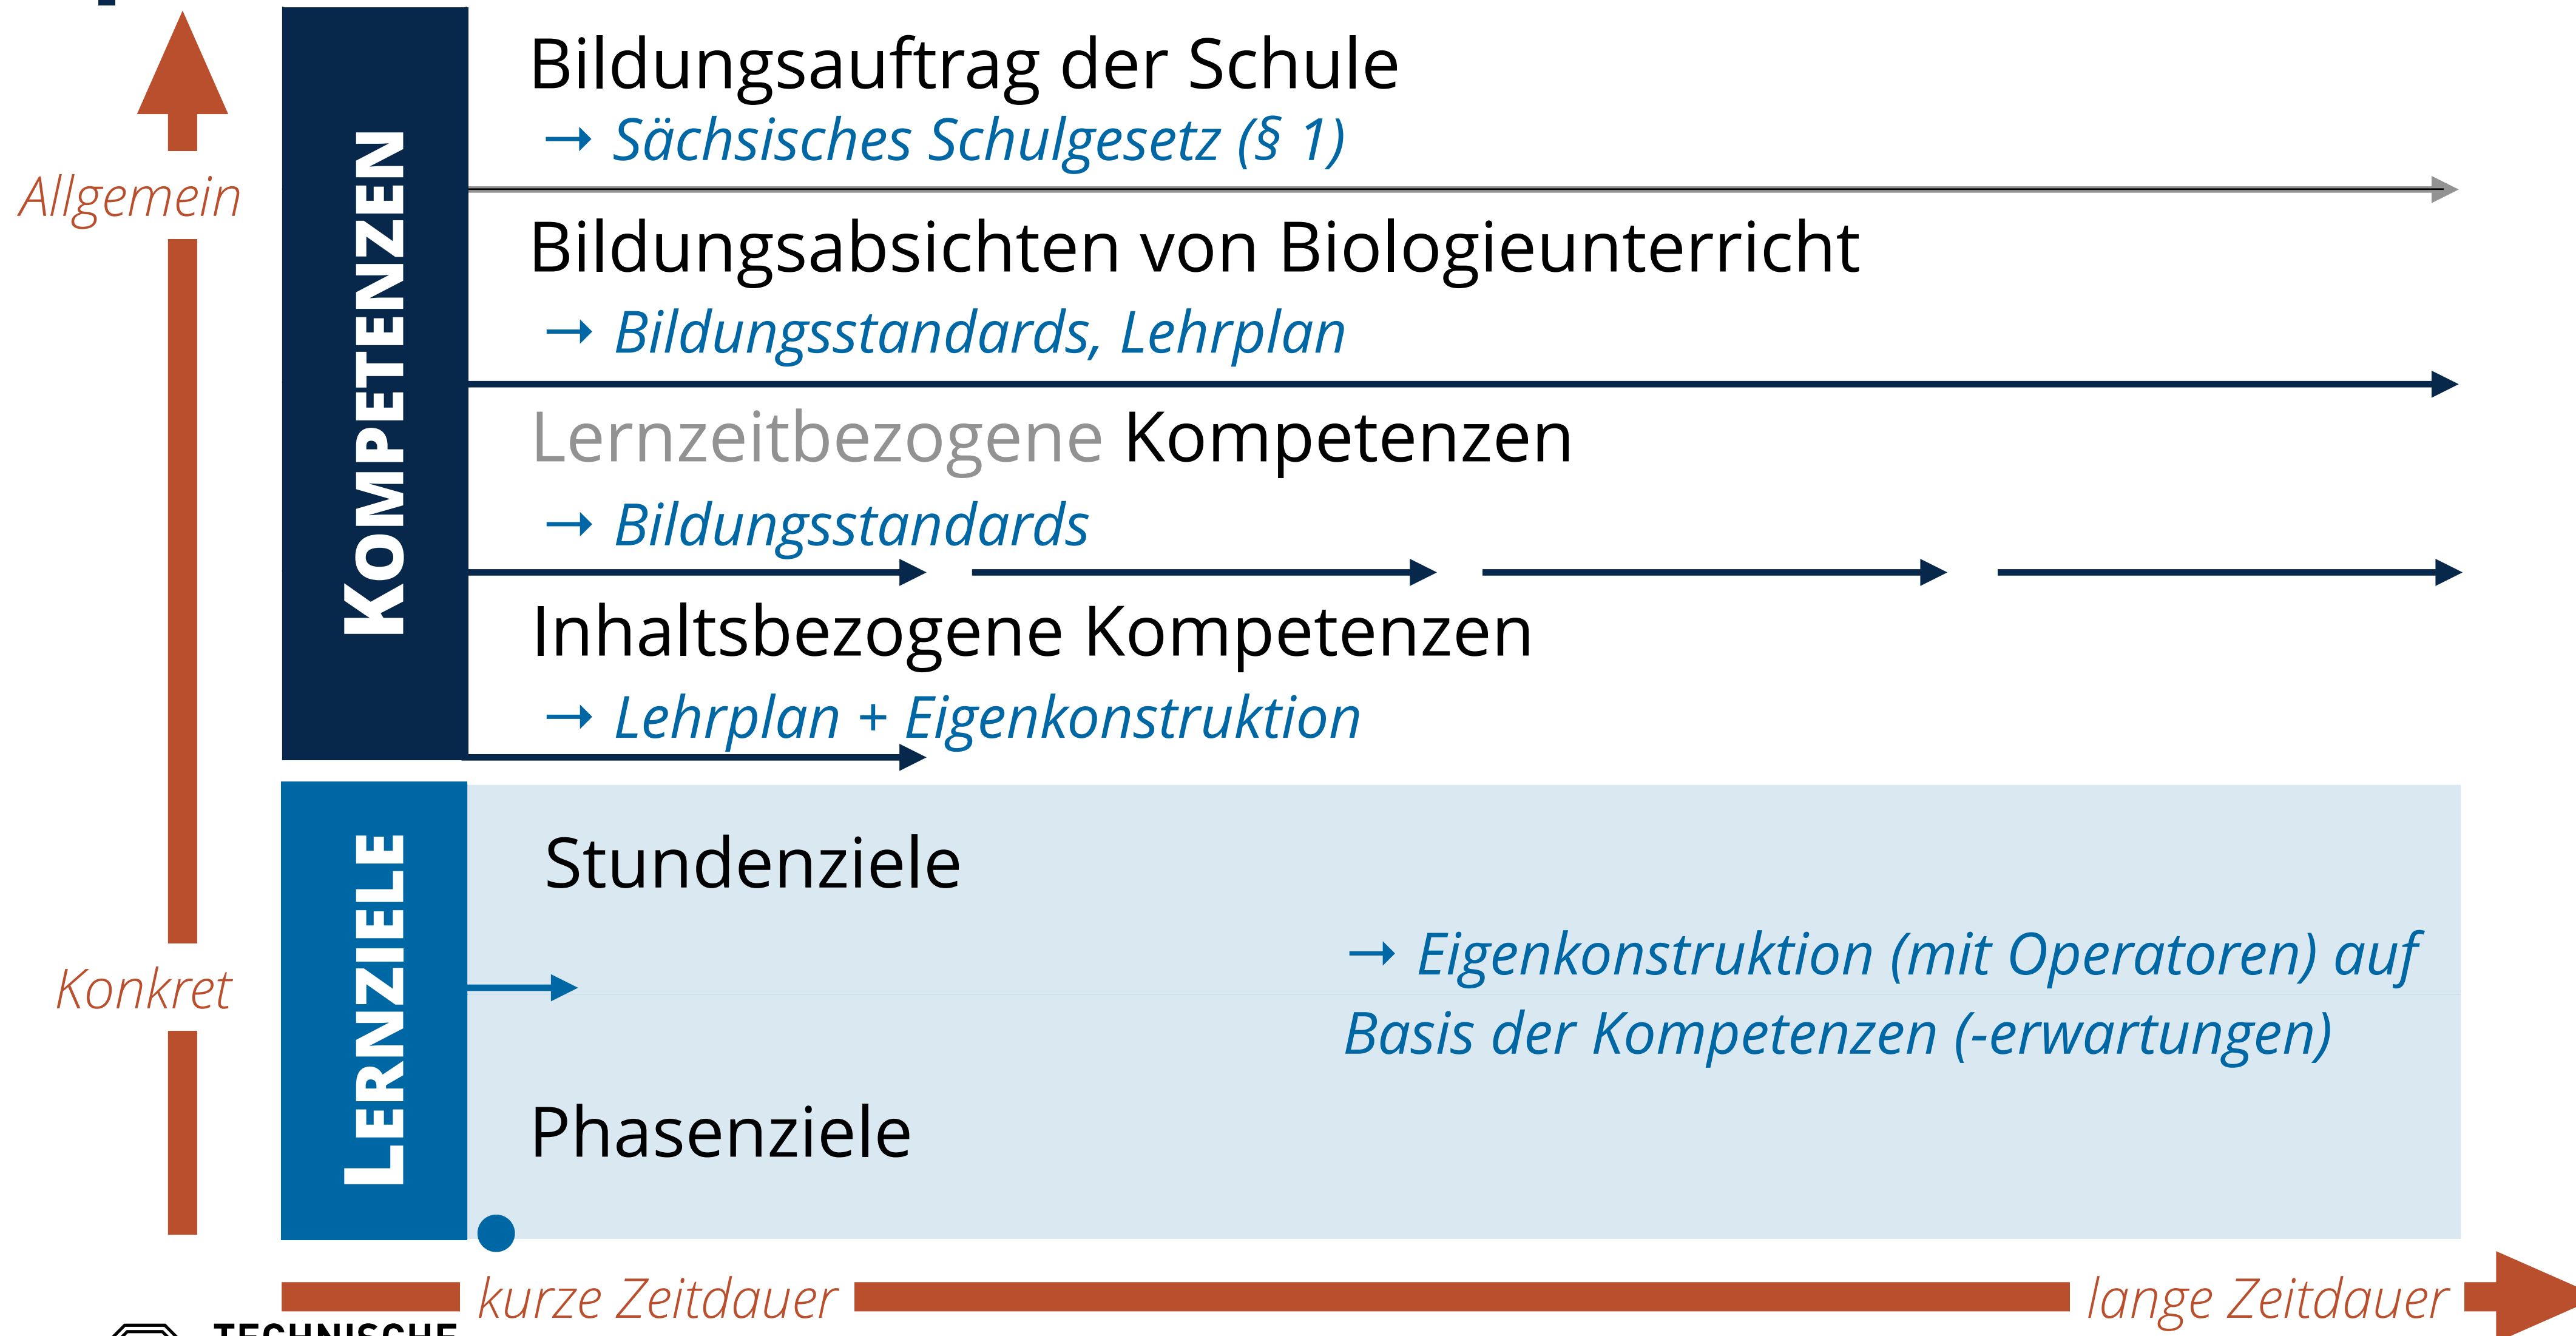 Bildungsauftrag der Schule
→ Sächsisches Schulgesetz (§ 1)
Allgemein
KOMPETENZEN
Bildungsabsichten von Biologieunterricht
→ Bildungsstandards, Lehrplan
Lernzeitbezogene Kompetenzen
→ Bildungsstandards
Inhaltsbezogene Kompetenzen
→ Lehrplan + Eigenkonstruktion
LERNZIELE
Stundenziele
Konkret
→ Eigenkonstruktion (mit Operatoren) auf
Basis der Kompetenzen (-erwartungen)
Phasenziele
kurze Zeitdauer
lange Zeitdauer
TECHNISCHE